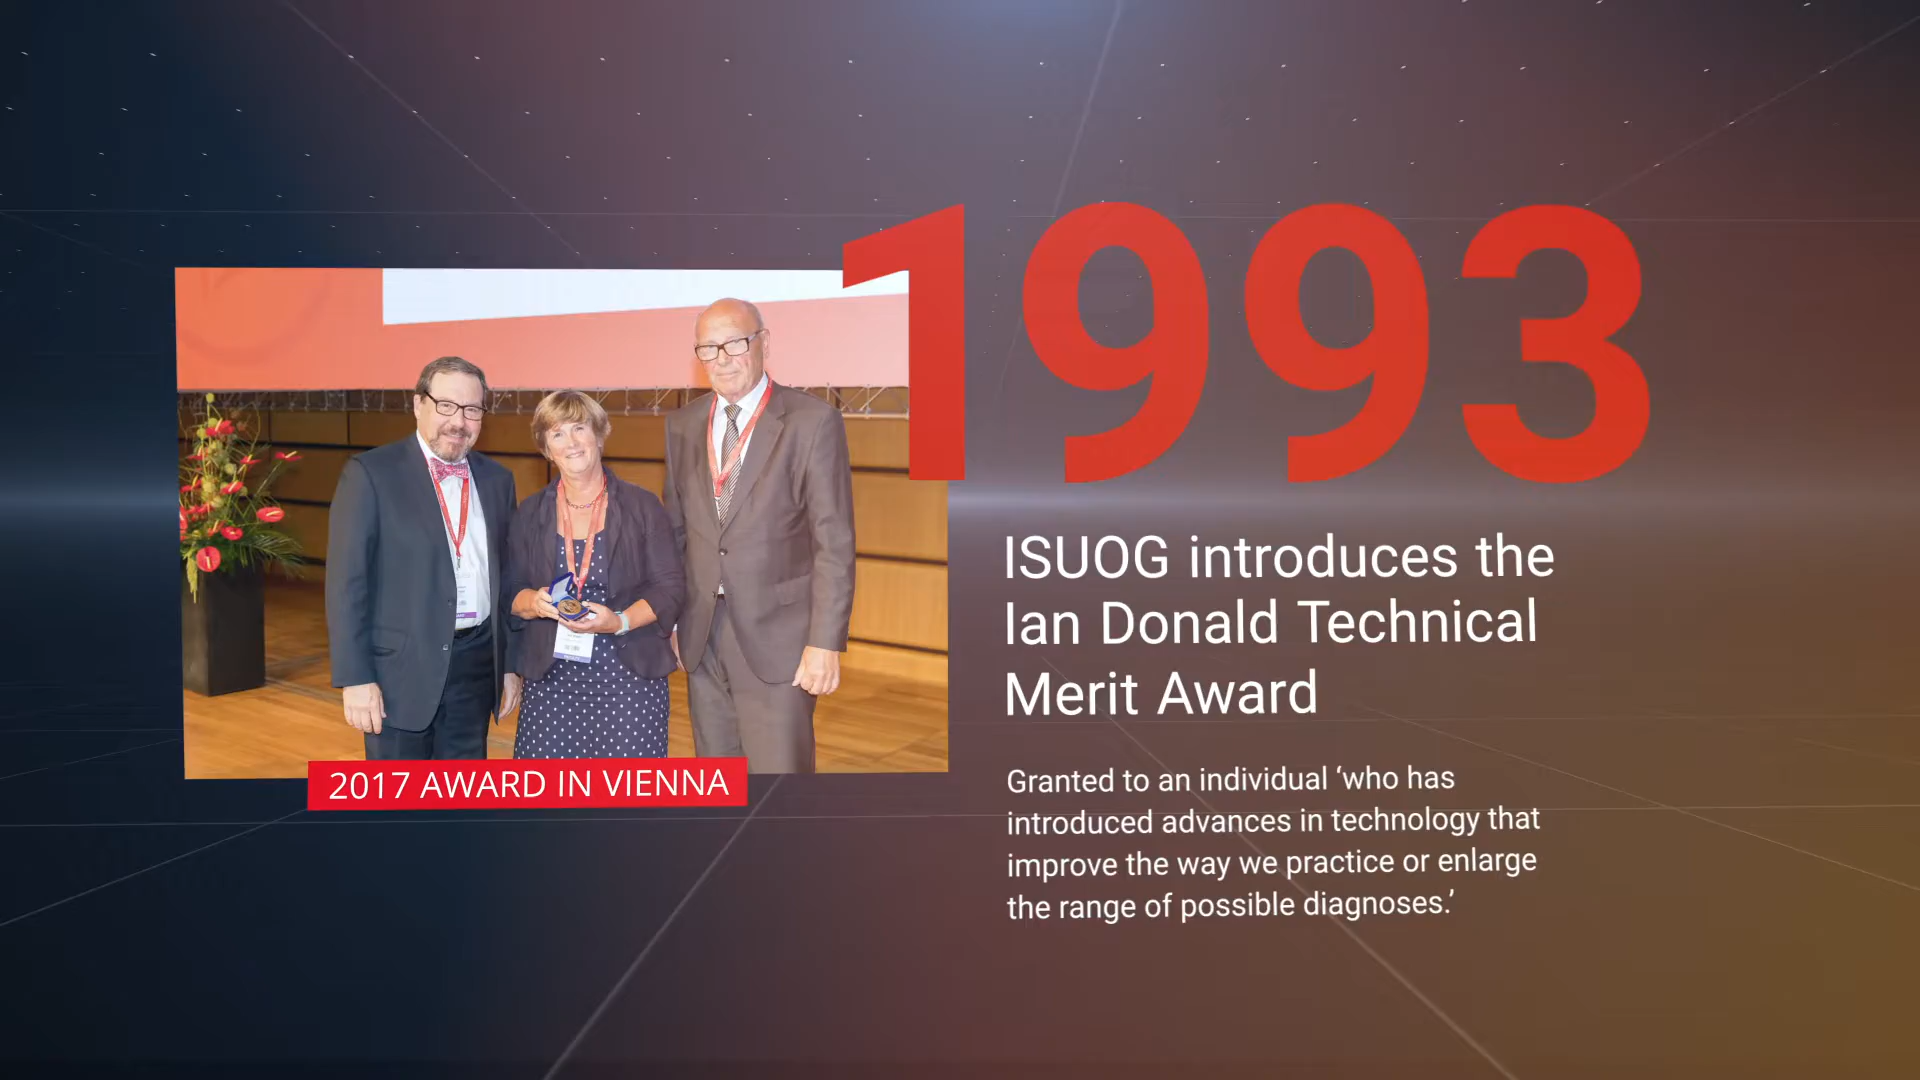 1993
ISUOG introduces the
Ian Donald Technical
Merit Award
Granted to an individual ‘who has
introduced advances in technology that
improve the way we practice or enlarge
the range of possible diagnoses.’
2017 AWARD IN VIENNA